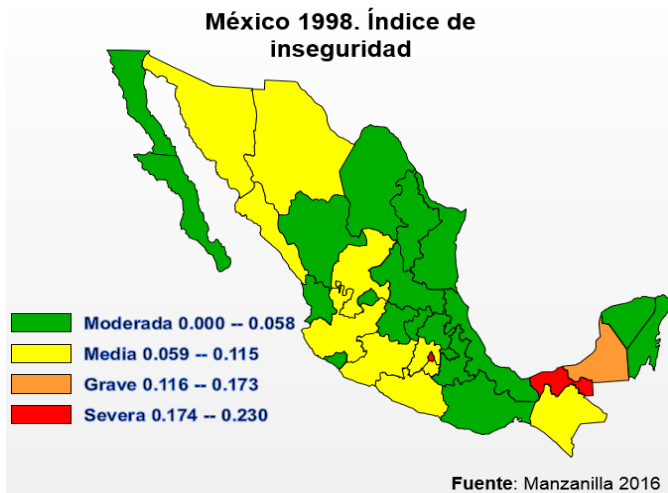 México 1998. Índice de
inseguridad
Moderada 0.000 -- 0.058
Media 0.059 -- 0.115
Grave 0.116 -- 0.173
Severa 0.174 -- 0.230
Fuente: Manzanilla 2016